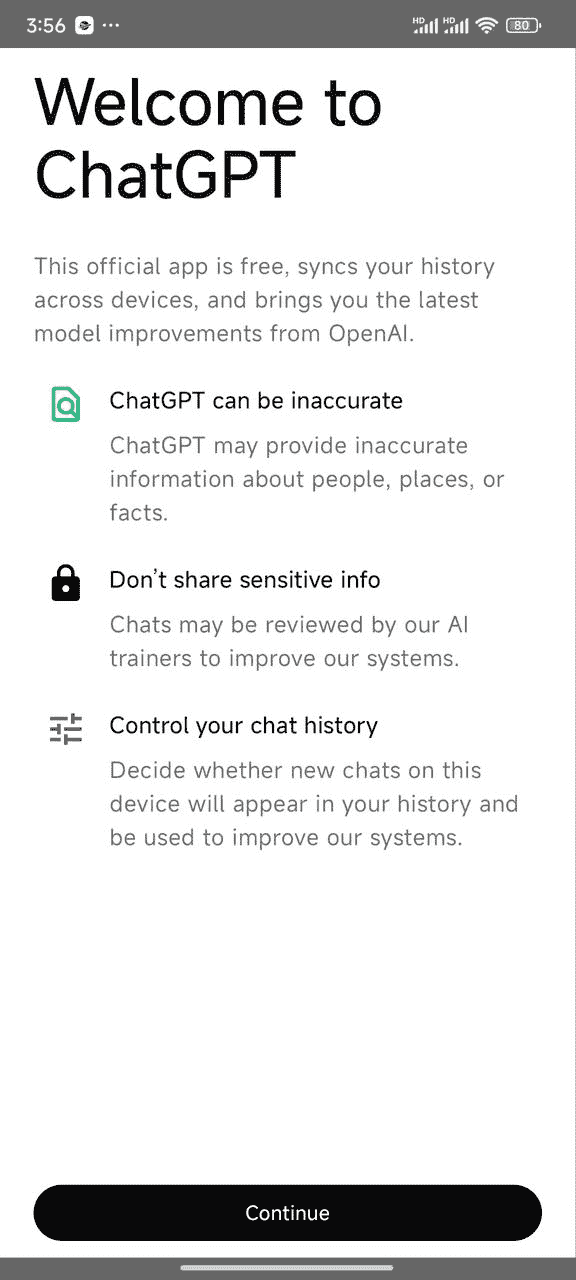 3:56 ...
HD HD 80
Welcome to
ChatGPT
This official app is free, syncs your history
across devices, and brings you the latest
model improvements from OpenAI.
ChatGPT can be inaccurate
ChatGPT may provide inaccurate
information about people, places, or
facts.
Don't share sensitive info
Chats may be reviewed by our AI
trainers to improve our systems.
Control your chat history
Decide whether new chats on this
device will appear in your history and
be used to improve our systems.
Continue